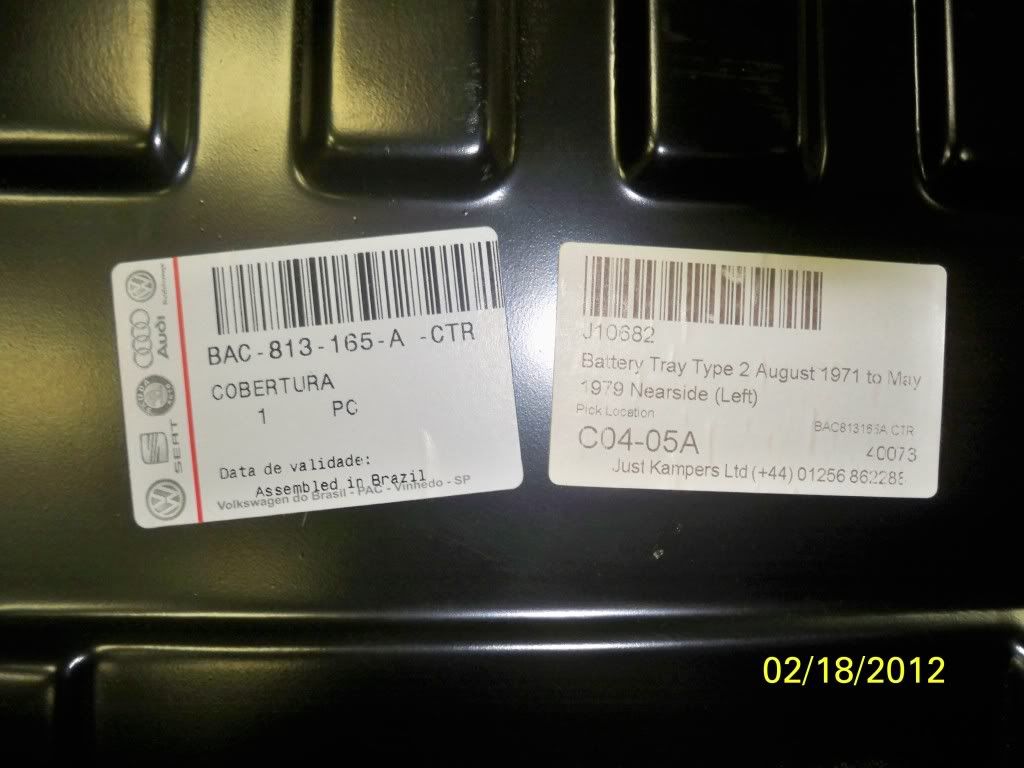 BAC-813-165-A -CTR
COBERTURA
1 PC
Data de validade:
Assembled in Brazil
Volkswagen do Brasil - PAC - Vinhedo - SP
Audi
SEAT
J10682
Battery Tray Type 2 August 1971 to May
1979 Nearside (Left)
Pick Location
BAC813165A.CTR
C04-05A
40073
Just Kampers Ltd (+44) 01256 862288
02/18/2012